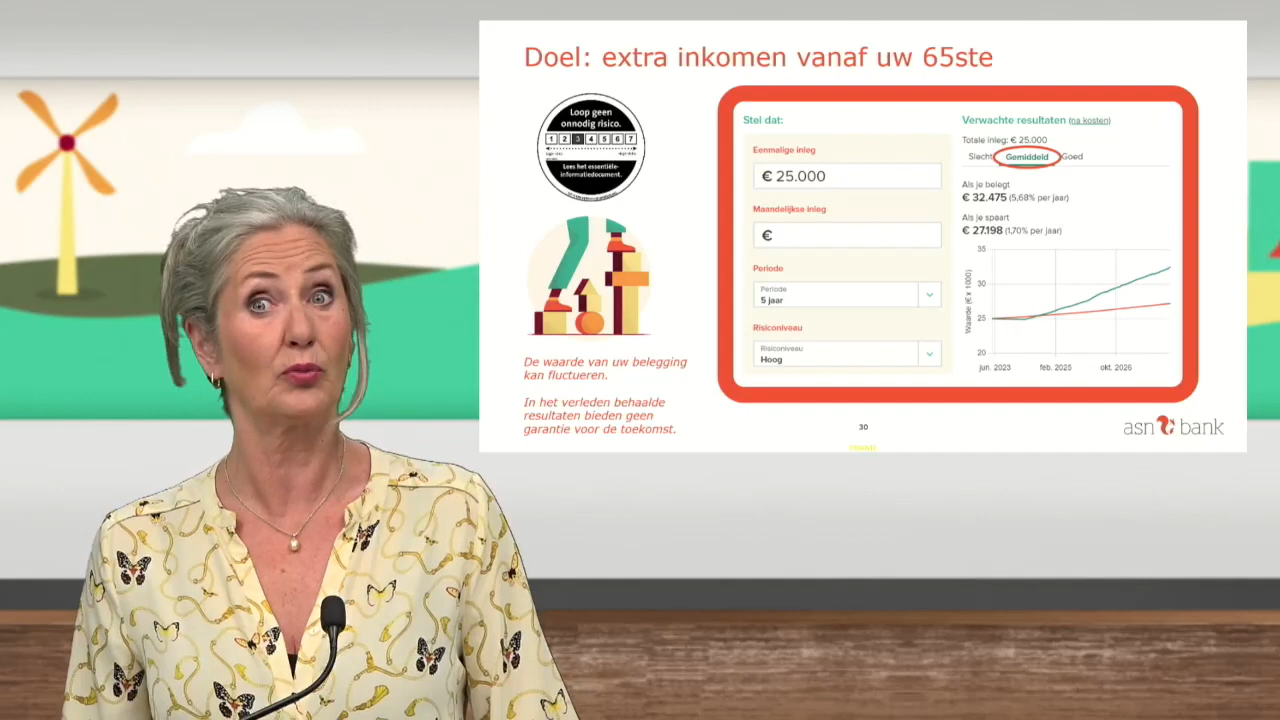 Doel: extra inkomen vanaf uw 65ste
Loop geen
onnodig risico.
1 2 3 4 5 6 7
Lees het essentiële-
informatiedocument.
De waarde van uw belegging
kan fluctueren.
In het verleden behaalde
resultaten bieden geen
garantie voor de toekomst.
Stel dat:
Eenmalige inleg
€ 25.000
Maandelijkse inleg
€
Periode
Periode
5 jaar
Risiconiveau
Risiconiveau
Hoog
Verwachte resultaten (na kosten)
Totale inleg: € 25.000
Slecht Gemiddeld Goed
Als je belegt
€ 32.475 (5,68% per jaar)
Als je spaart
€ 27.198 (1,70% per jaar)
Waarde (€ x 1000)
35
30
25
20
jun. 2023 feb. 2025 okt. 2026
30
asn bank